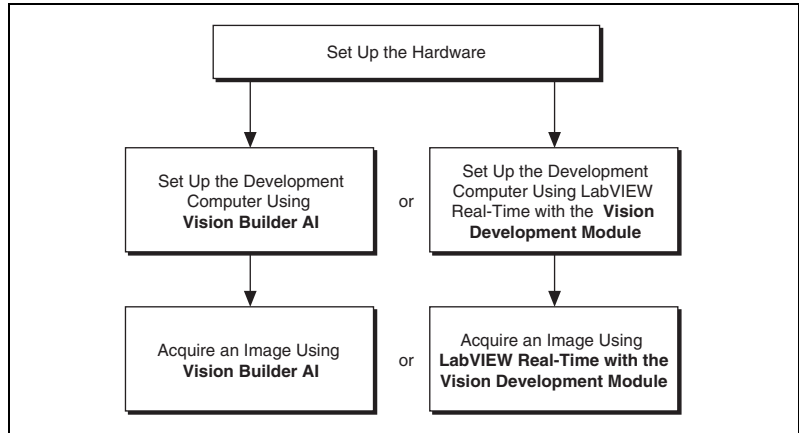 Set Up the Hardware
Set Up the Development
Computer Using
Vision Builder AI
or
Set Up the Development
Computer Using LabVIEW
Real-Time with the Vision
Development Module
Acquire an Image Using
Vision Builder AI
or
Acquire an Image Using
LabVIEW Real-Time with the
Vision Development Module